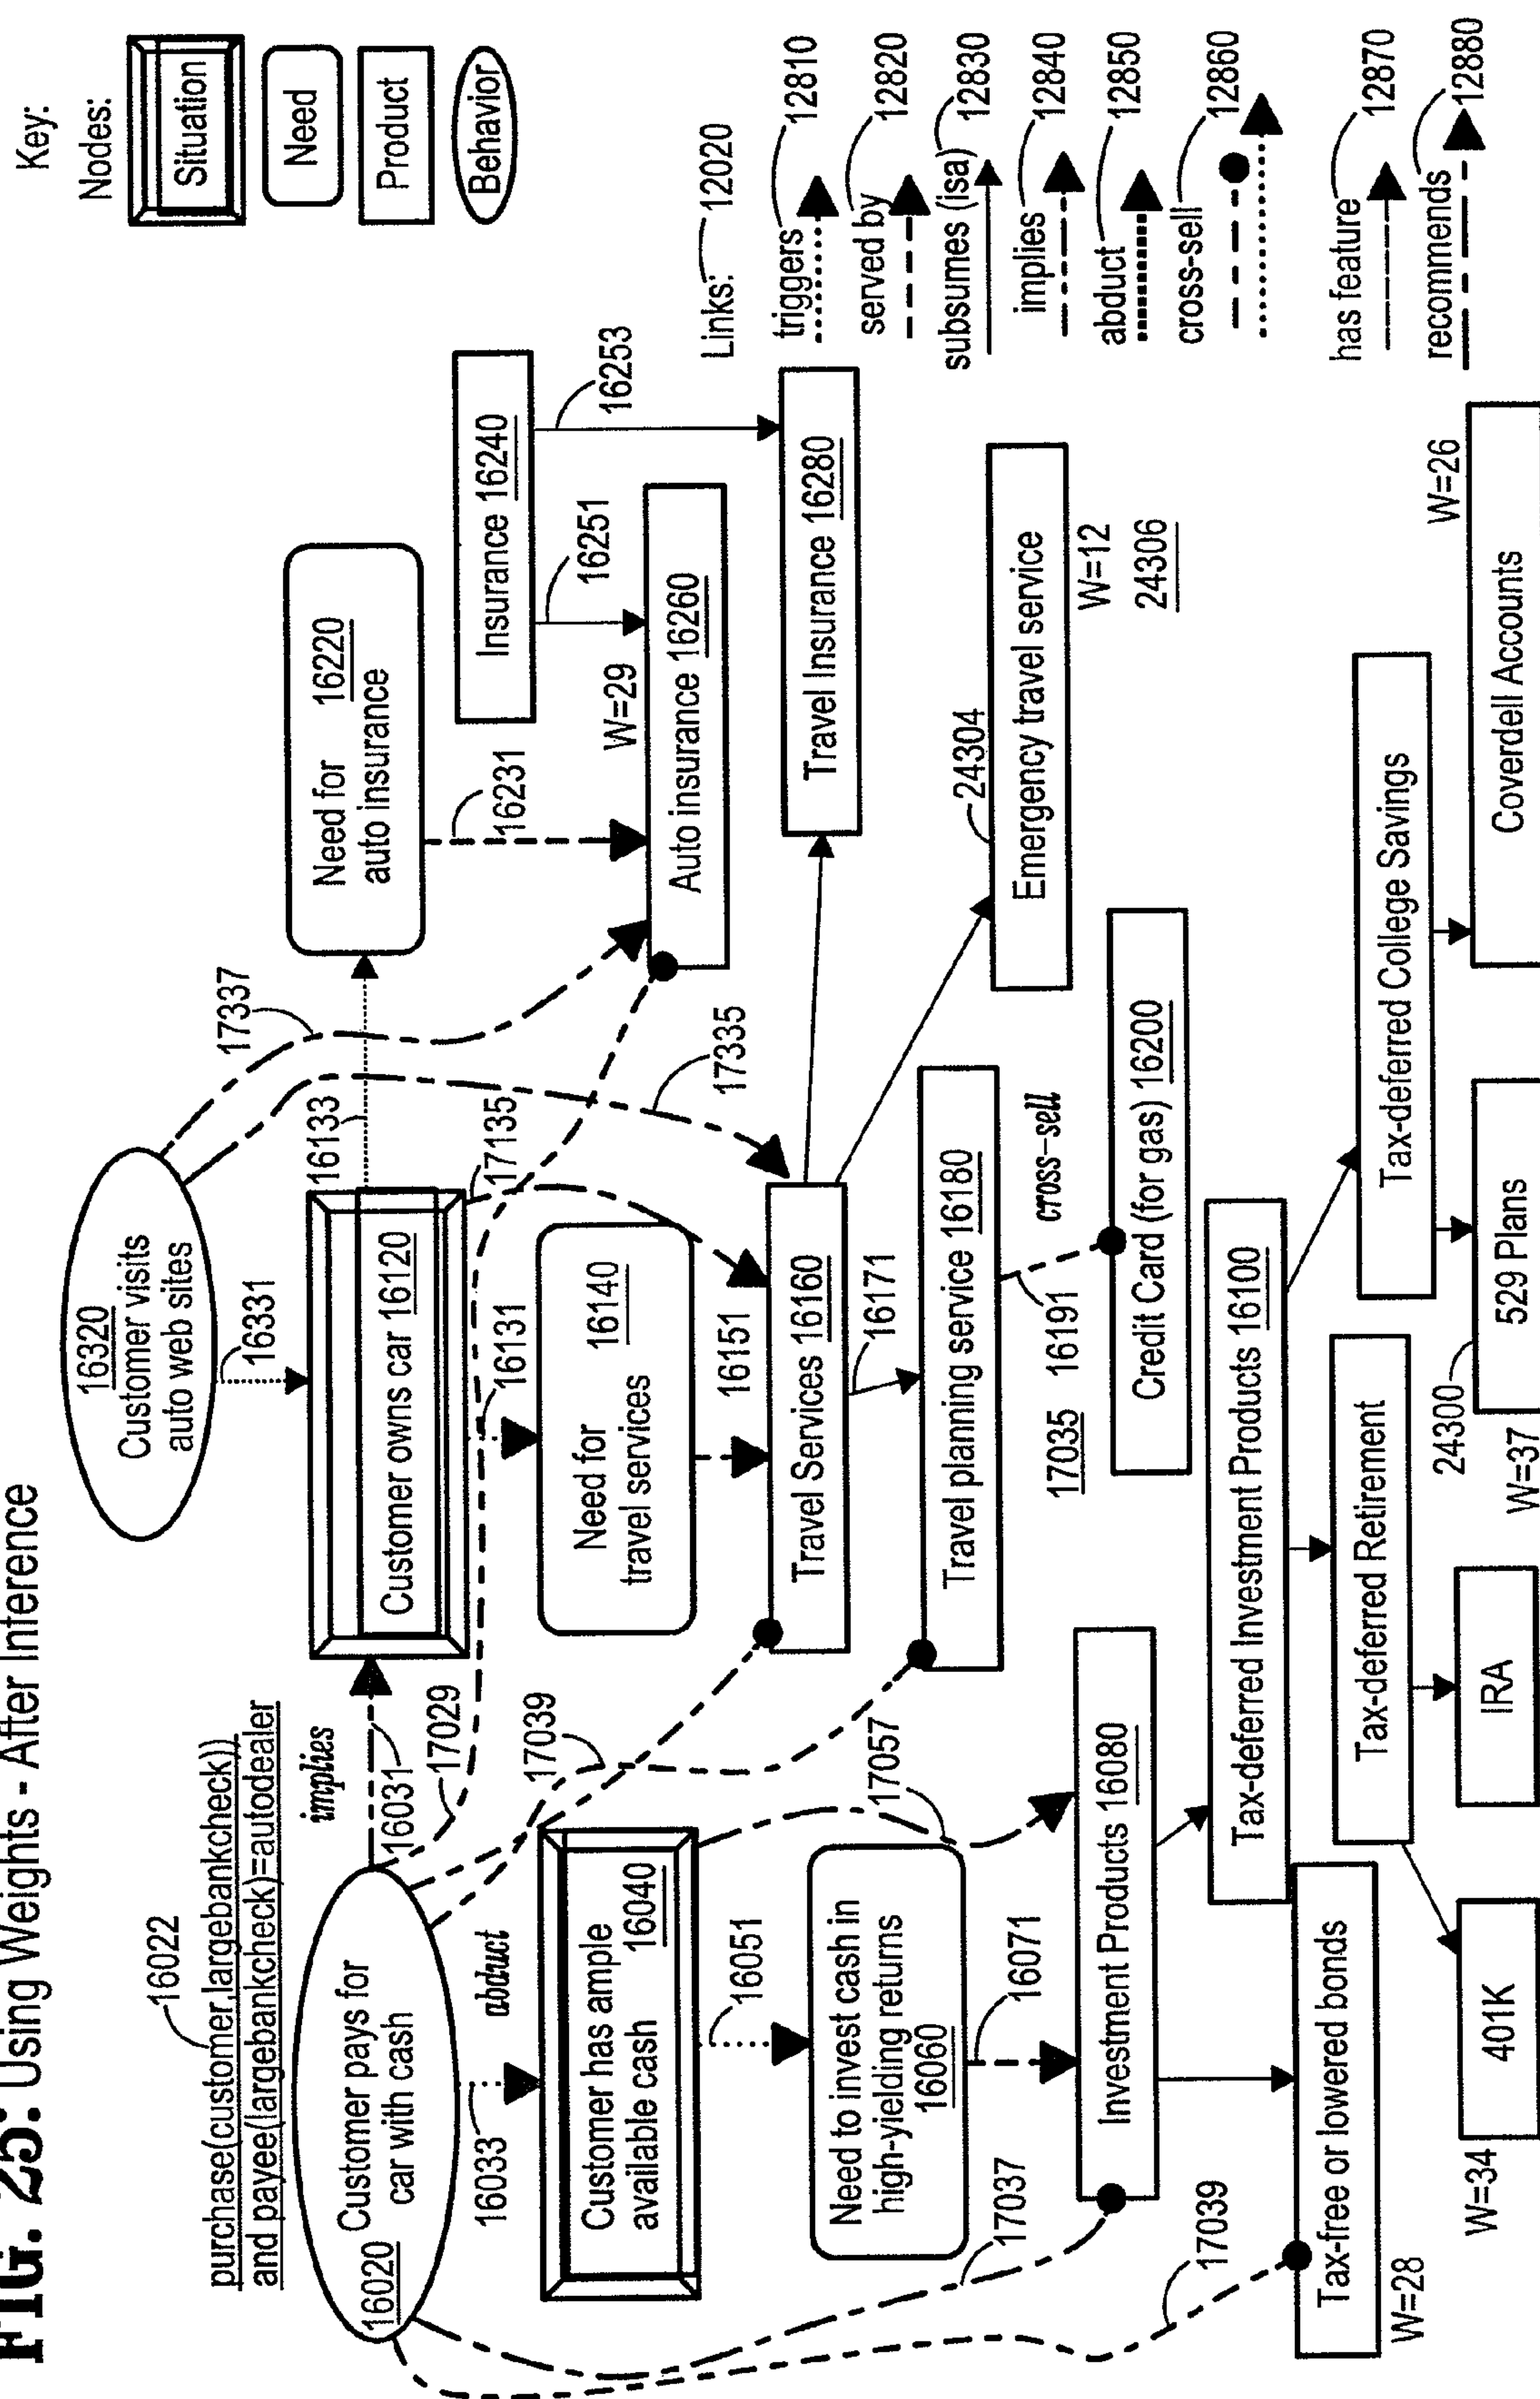 FIG. 25: Using Weights - After Inference
16022
purchase(customer,largebankcheck))
and payee(largebankcheck)=autodealer
Customer pays for
car with cash
16020
implies
16031
17029
16033
abduct
17039
Customer has ample
available cash 16040
16051
Need to invest cash in
high-yielding returns
16060
17057
16071
17037
Investment Products 16080
17039
Tax-free or lowered bonds
W=28
16320
Customer visits
auto web sites
16331
17337
16133
Customer owns car 16120
17135
16131
Need for
travel services
16140
16151
17335
Travel Services 16160
16171
Travel planning service 16180
17035
16191
cross-sell
Credit Card (for gas) 16200
Need for
auto insurance
16220
16231
Insurance 16240
16251
16253
W=29
Auto insurance 16260
Travel Insurance 16280
24304
Emergency travel service
W=12
24306
Tax-deferred Investment Products 16100
Tax-deferred Retirement
401K
W=34
IRA
Tax-deferred College Savings
24300
529 Plans
W=37
W=26
Coverdell Accounts
Key:
Nodes:
Situation
Need
Product
Behavior
Links: 12020
triggers
12810
served by
12820
subsumes (isa)
12830
implies
12840
abduct
12850
cross-sell
12860
has feature
12870
recommends
12880